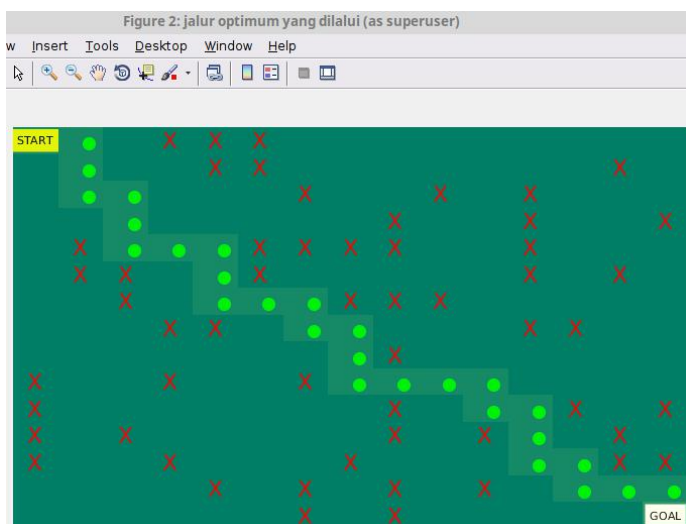 Figure 2: jalur optimum yang dilalui (as superuser)
w Insert Tools Desktop Window Help
START X X X
X X X
X X X
X X X
X X X X X X
X X X X X
X X X X
X X X X
X
X X X
X X X X
X X X X X
X X X X X
X X X X
X X GOAL